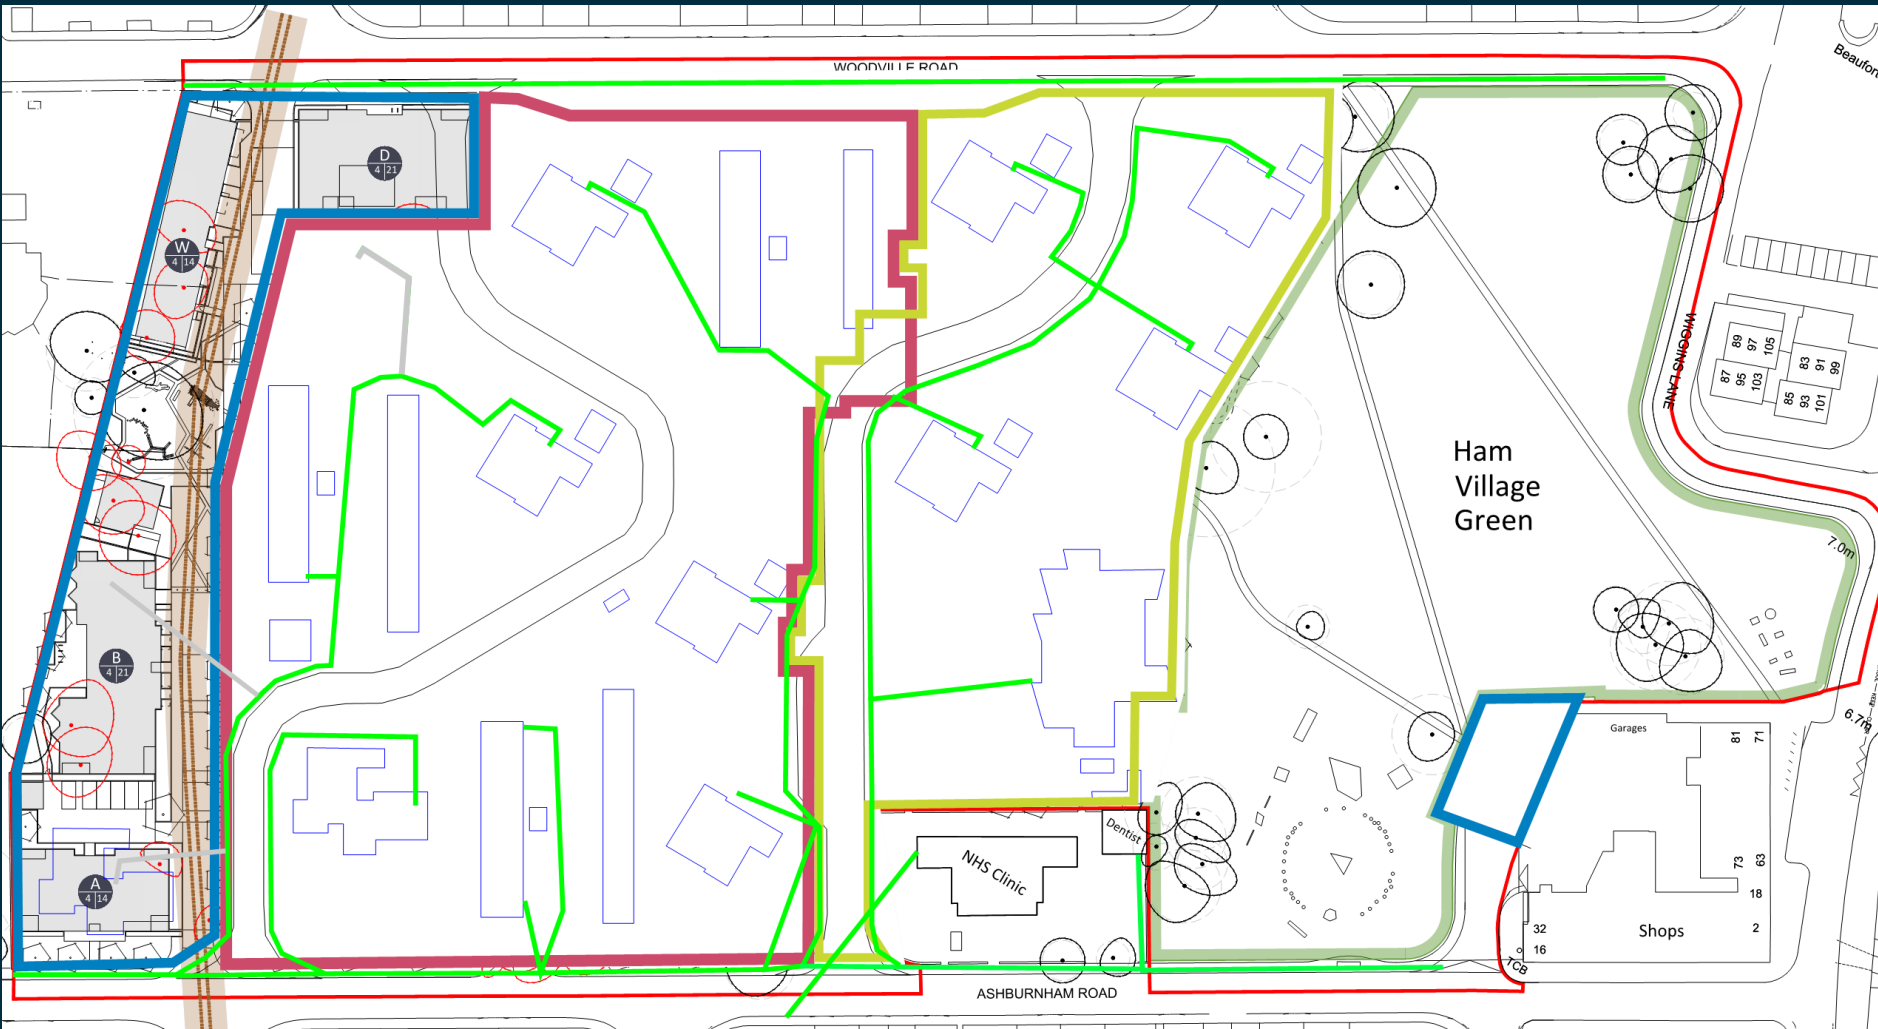 WOODVILLE ROAD
Beaufor
D
4 21
W
4 14
WIGGINS LANE
89
97
105
87
95
103
83
91
99
85
93
101
Ham
Village
Green
7.0m
6.7m
B
4 21
Garages
81
71
73
63
18
2
32
16
Shops
TCB
A
4 14
Dentist
NHS Clinic
ASHBURNHAM ROAD